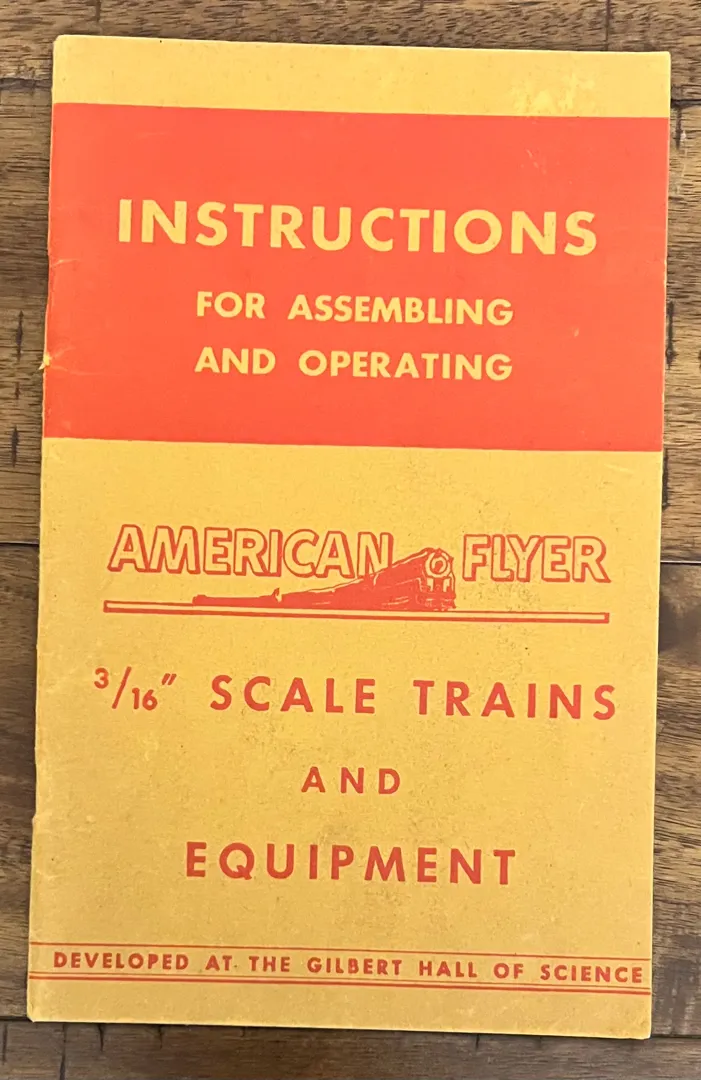 INSTRUCTIONS
FOR ASSEMBLING
AND OPERATING
AMERICAN FLYER
3/16" SCALE TRAINS
AND
EQUIPMENT
DEVELOPED AT THE GILBERT HALL OF SCIENCE